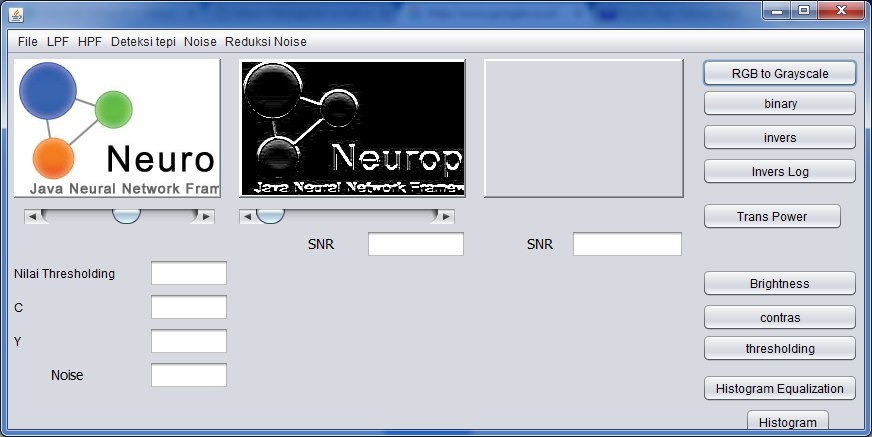 File LPF HPF Deteksi tepi Noise Reduksi Noise
Neuro
Java Neural Network Fram
Neurop
Java Neural Network Framew
RGB to Grayscale
binary
invers
Invers Log
Trans Power
SNR
SNR
Nilai Thresholding
C
Y
Noise
Brightness
contras
thresholding
Histogram Equalization
Histogram